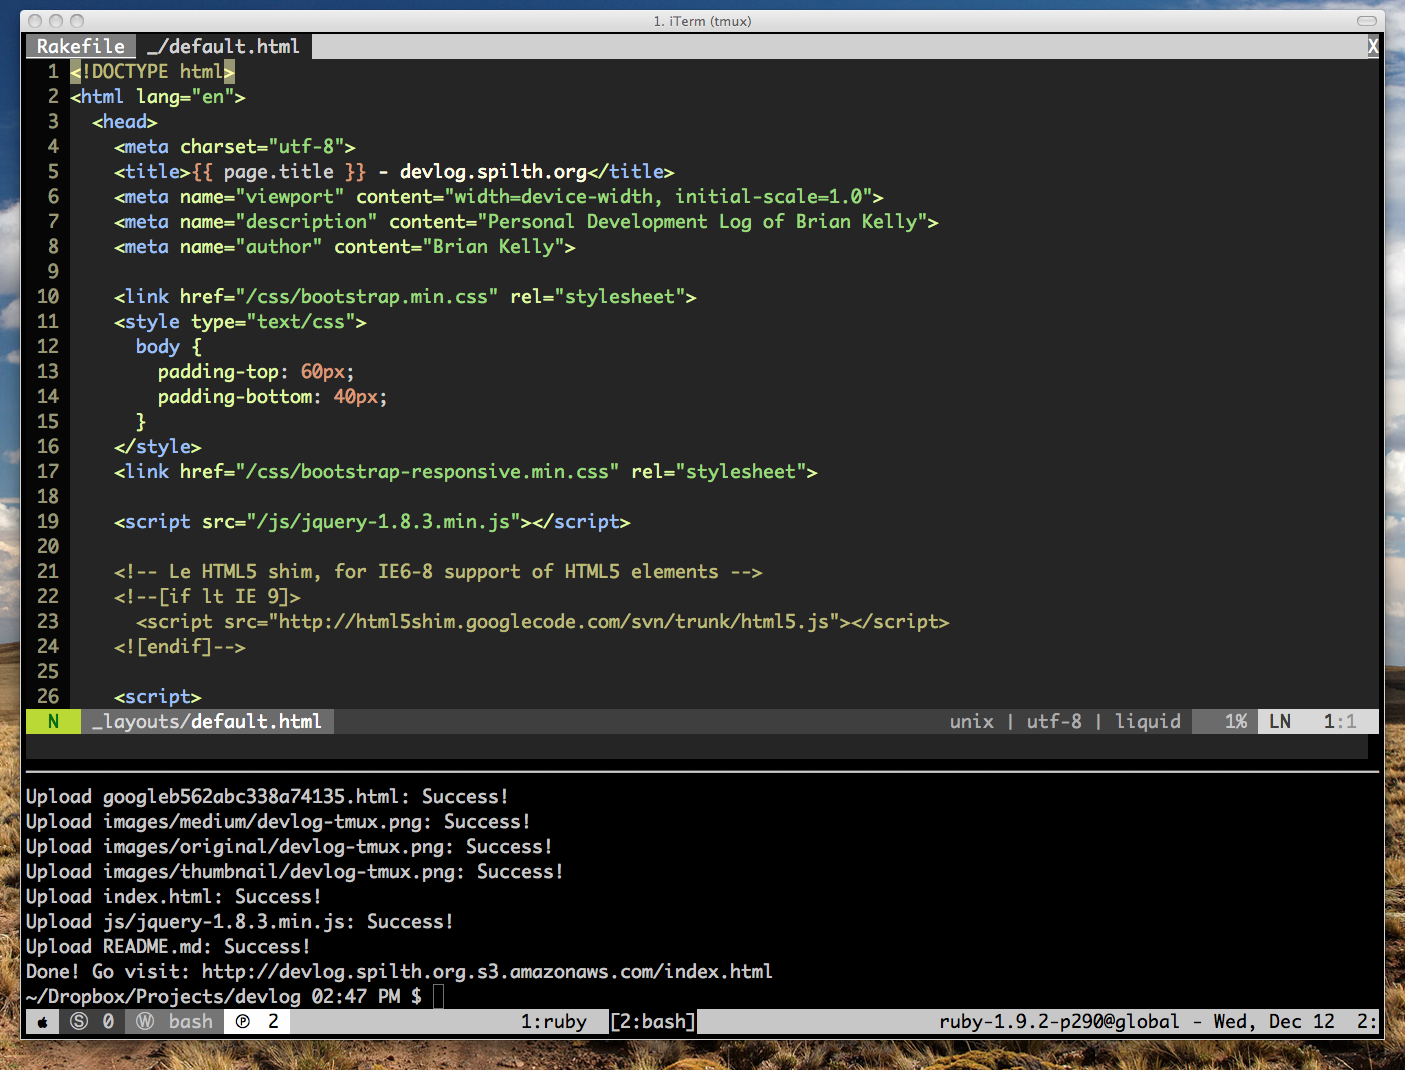 1. iTerm (tmux)
Rakefile _/default.html X
1 <!DOCTYPE html>
2 <html lang="en">
3   <head>
4     <meta charset="utf-8">
5     <title>{{ page.title }} - devlog.spilth.org</title>
6     <meta name="viewport" content="width=device-width, initial-scale=1.0">
7     <meta name="description" content="Personal Development Log of Brian Kelly">
8     <meta name="author" content="Brian Kelly">
9
10     <link href="/css/bootstrap.min.css" rel="stylesheet">
11     <style type="text/css">
12       body {
13         padding-top: 60px;
14         padding-bottom: 40px;
15       }
16     </style>
17     <link href="/css/bootstrap-responsive.min.css" rel="stylesheet">
18
19     <script src="/js/jquery-1.8.3.min.js"></script>
20
21     <!-- Le HTML5 shim, for IE6-8 support of HTML5 elements -->
22     <!--[if lt IE 9]>
23       <script src="http://html5shim.googlecode.com/svn/trunk/html5.js"></script>
24     <![endif]-->
25
26     <script>
N _layouts/default.html unix | utf-8 | liquid 1% LN 1:1
Upload googleb562abc338a74135.html: Success!
Upload images/medium/devlog-tmux.png: Success!
Upload images/original/devlog-tmux.png: Success!
Upload images/thumbnail/devlog-tmux.png: Success!
Upload index.html: Success!
Upload js/jquery-1.8.3.min.js: Success!
Upload README.md: Success!
Done! Go visit: http://devlog.spilth.org.s3.amazonaws.com/index.html
~/Dropbox/Projects/devlog 02:47 PM $
Ⓢ 0 Ⓦ bash Ⓟ 2 1:ruby [2:bash] ruby-1.9.2-p290@global - Wed, Dec 12 2: